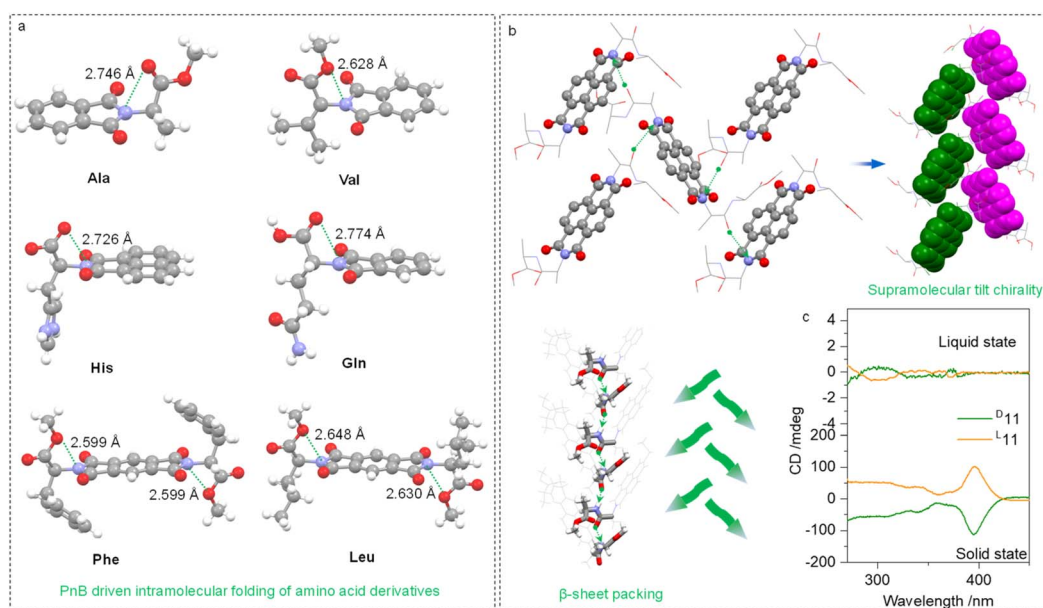 a
2.746 Å
2.628 Å
Ala
Val
2.726 Å
2.774 Å
His
Gln
2.599 Å
2.599 Å
2.648 Å
2.630 Å
Phe
Leu
PnB driven intramolecular folding of amino acid derivatives
b
Supramolecular tilt chirality
β-sheet packing
c
Liquid state
4
2
0
-2
-4
ᴰ11
ᴸ11
200
100
0
-100
-200
Solid state
CD /mdeg
300
400
Wavelength /nm